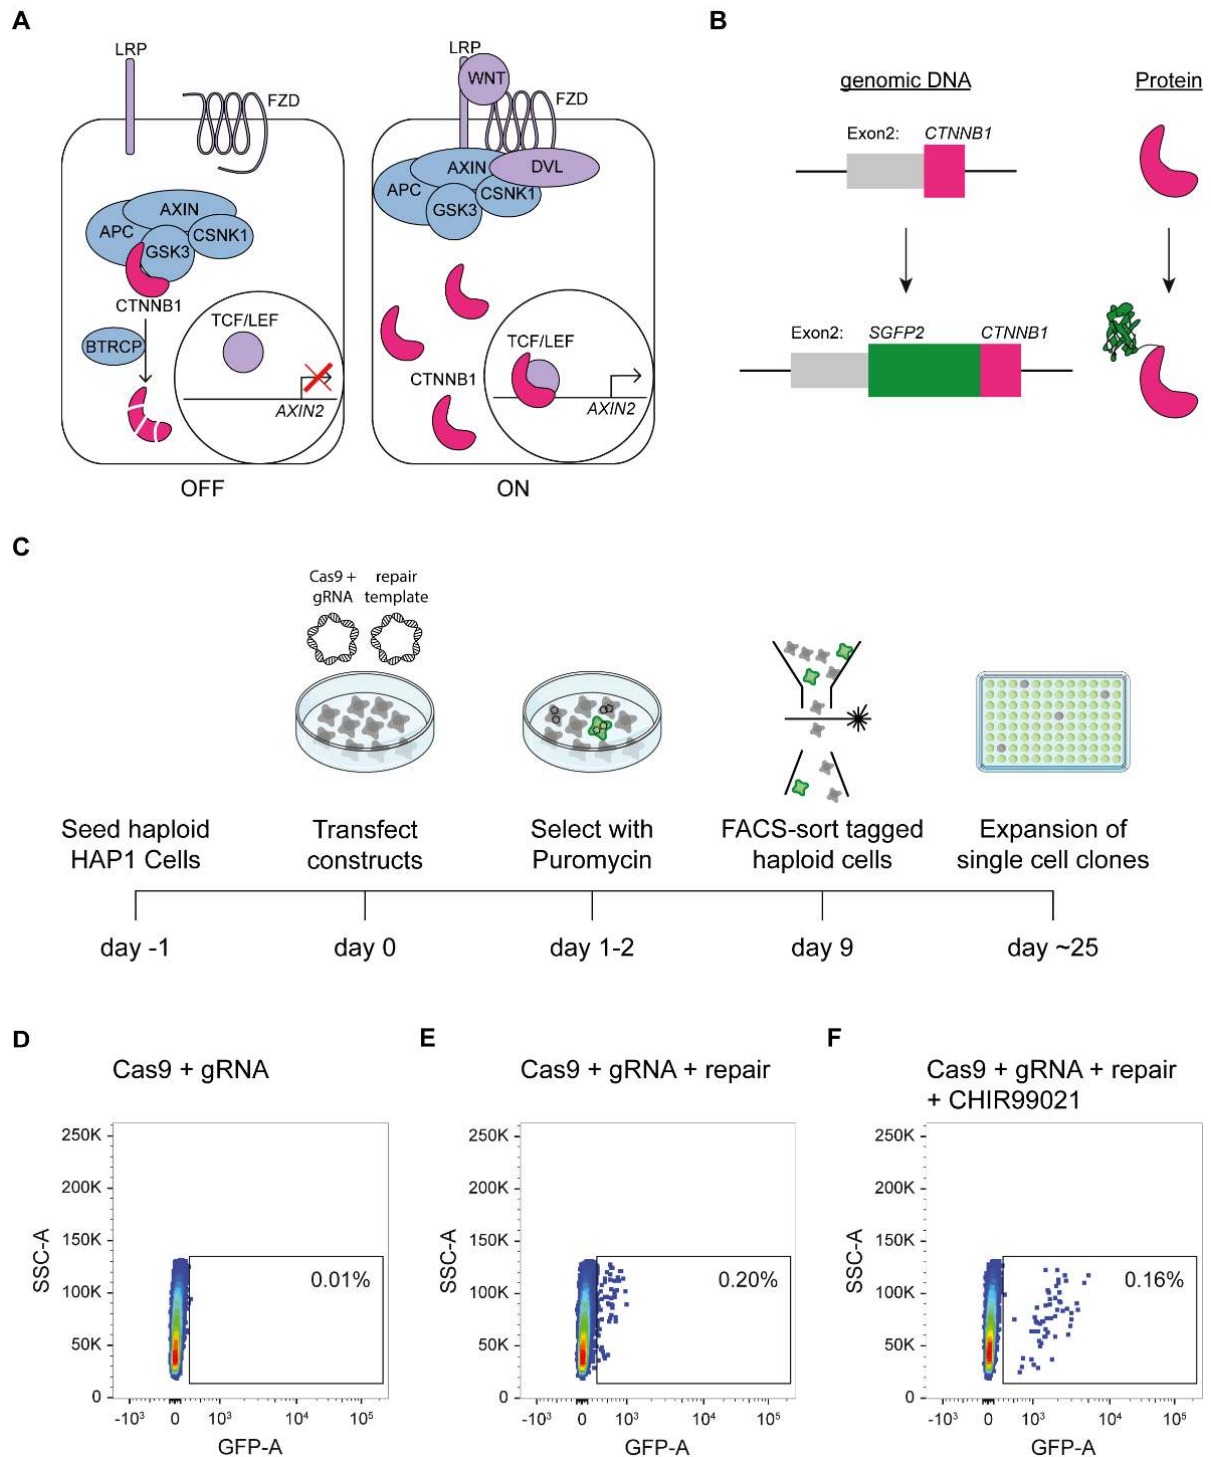 A
LRP
FZD
AXIN
APC
CSNK1
GSK3
CTNNB1
BTRCP
TCF/LEF
AXIN2
OFF
LRP
WNT
FZD
AXIN
DVL
APC
CSNK1
GSK3
TCF/LEF
CTNNB1
AXIN2
ON
B
genomic DNA
Protein
Exon2:
CTNNB1
Exon2:
SGFP2
CTNNB1
C
Cas9 +
gRNA
repair
template
Seed haploid
HAP1 Cells
Transfect
constructs
Select with
Puromycin
FACS-sort tagged
haploid cells
Expansion of
single cell clones
day -1
day 0
day 1-2
day 9
day ~25
D
Cas9 + gRNA
250K
200K
150K
100K
50K
0
SSC-A
0.01%
-10³ 0 10³ 10⁴ 10⁵
GFP-A
E
Cas9 + gRNA + repair
250K
200K
150K
100K
50K
0
SSC-A
0.20%
-10³ 0 10³ 10⁴ 10⁵
GFP-A
F
Cas9 + gRNA + repair
+ CHIR99021
250K
200K
150K
100K
50K
0
SSC-A
0.16%
-10³ 0 10³ 10⁴ 10⁵
GFP-A